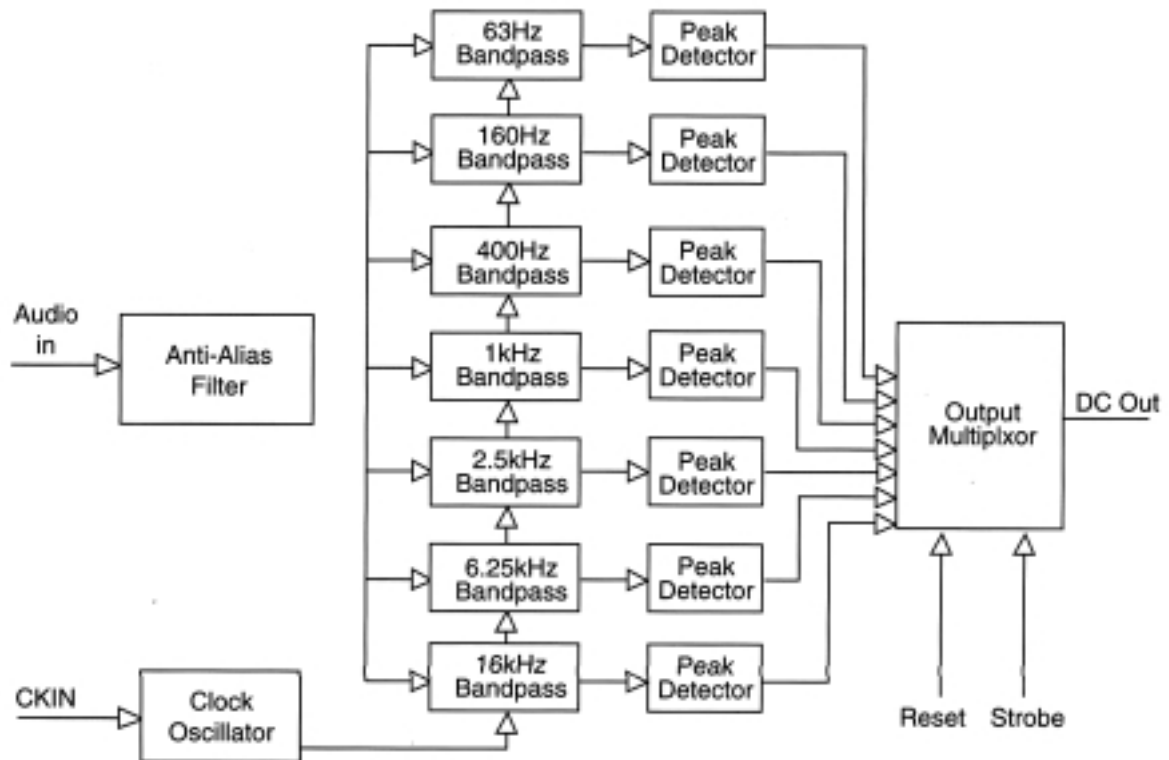 63Hz
Bandpass
Peak
Detector
160Hz
Bandpass
Peak
Detector
400Hz
Bandpass
Peak
Detector
Audio
in
Anti-Alias
Filter
1kHz
Bandpass
Peak
Detector
Output
Multiplxor
DC Out
2.5kHz
Bandpass
Peak
Detector
6.25kHz
Bandpass
Peak
Detector
16kHz
Bandpass
Peak
Detector
CKIN
Clock
Oscillator
Reset
Strobe